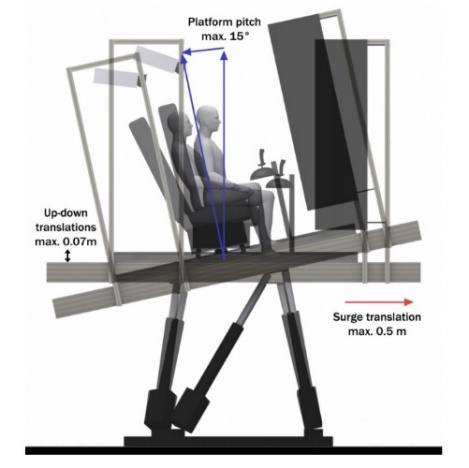 Platform pitch
max. 15°
Up-down
translations
max. 0.07m
Surge translation
max. 0.5 m